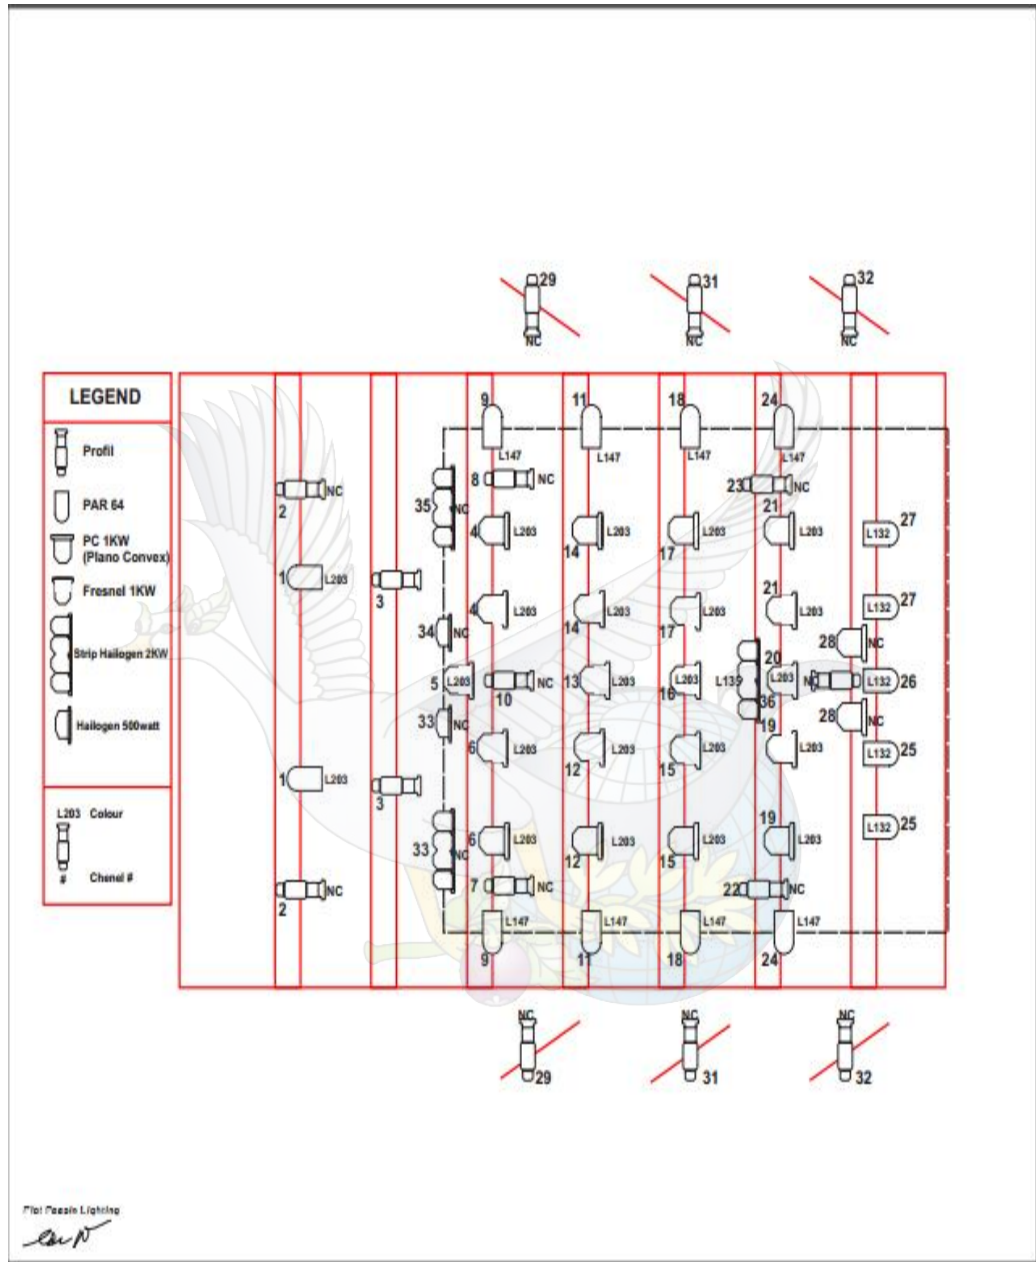 29
31
32
NC
NC
NC
LEGEND
Profil
PAR 64
PC 1KW
(Plano Convex)
Fresnel 1KW
Strip Hailogen 2KW
Hailogen 500watt
L203 Colour
# Chenel #
9
11
18
24
L147
L147
L147
L147
2
NC
35
NC
8
NC
23
NC
4
L203
14
L203
17
L203
21
L203
L132
27
1
L203
3
4
L203
14
L203
17
L203
21
L203
L132
27
34
NC
28
NC
5
L203
10
NC
13
L203
16
L203
L139
36
20
L203
L132
26
33
NC
28
NC
6
L203
12
L203
15
L203
19
L203
L132
25
1
L203
3
33
NC
6
L203
12
L203
15
L203
19
L203
L132
25
2
NC
7
NC
22
NC
L147
L147
L147
L147
9
11
18
24
NC
NC
NC
29
31
32